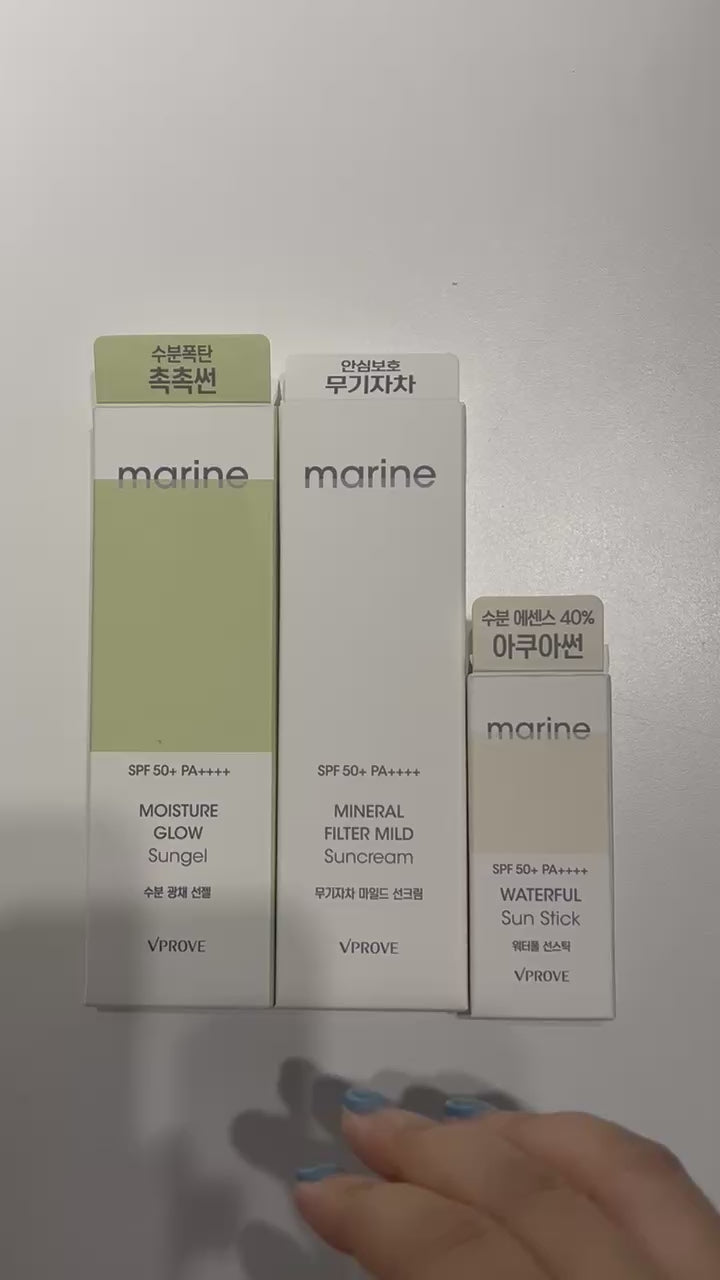 수분폭탄
촉촉썬
marine
SPF 50+ PA++++
MOISTURE
GLOW
Sungel
수분 광채 선젤
VPROVE
안심보호
무기자차
marine
SPF 50+ PA++++
MINERAL
FILTER MILD
Suncream
무기자차 마일드 선크림
VPROVE
수분 에센스 40%
아쿠아썬
marine
SPF 50+ PA++++
WATERFUL
Sun Stick
워터풀 선스틱
VPROVE